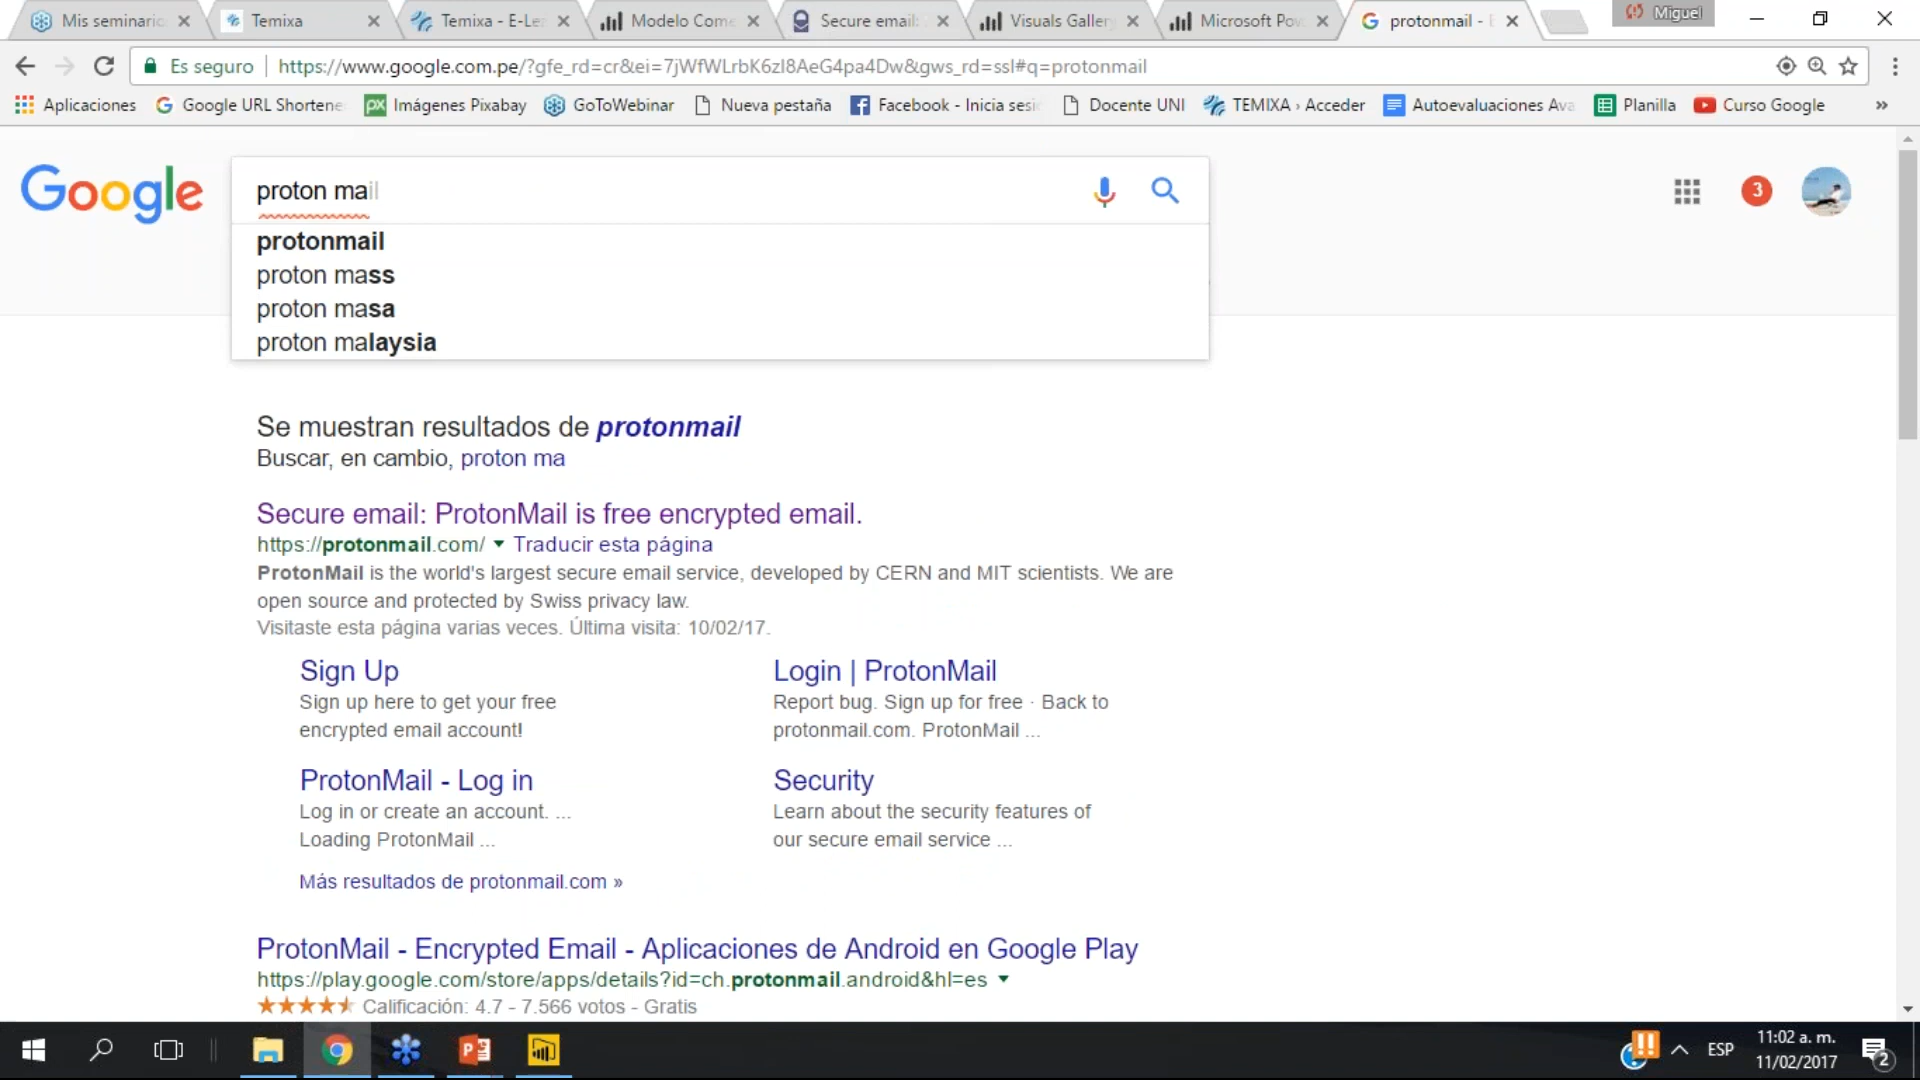 Mis seminario
Temixa
Temixa - E-Le
Modelo Come
Secure email:
Visuals Gallery
Microsoft Pow
protonmail -
Miguel
Es seguro
https://www.google.com.pe/?gfe_rd=cr&ei=7jWfWLrbK6zI8AeG4pa4Dw&gws_rd=ssl#q=protonmail
Aplicaciones
Google URL Shortene
Imágenes Pixabay
GoToWebinar
Nueva pestaña
Facebook - Inicia sesi
Docente UNI
TEMIXA › Acceder
Autoevaluaciones Ava
Planilla
Curso Google
»
Google
proton mail
3
protonmail
proton mass
proton masa
proton malaysia
Se muestran resultados de protonmail
Buscar, en cambio, proton ma
Secure email: ProtonMail is free encrypted email.
https://protonmail.com/ Traducir esta página
ProtonMail is the world's largest secure email service, developed by CERN and MIT scientists. We are
open source and protected by Swiss privacy law.
Visitaste esta página varias veces. Última visita: 10/02/17.
Sign Up
Sign up here to get your free
encrypted email account!
Login | ProtonMail
Report bug. Sign up for free · Back to
protonmail.com. ProtonMail ...
ProtonMail - Log in
Log in or create an account. ...
Loading ProtonMail ...
Security
Learn about the security features of
our secure email service ...
Más resultados de protonmail.com »
ProtonMail - Encrypted Email - Aplicaciones de Android en Google Play
https://play.google.com/store/apps/details?id=ch.protonmail.android&hl=es
Calificación: 4.7 - 7.566 votos - Gratis
ESP
11:02 a. m.
11/02/2017
2